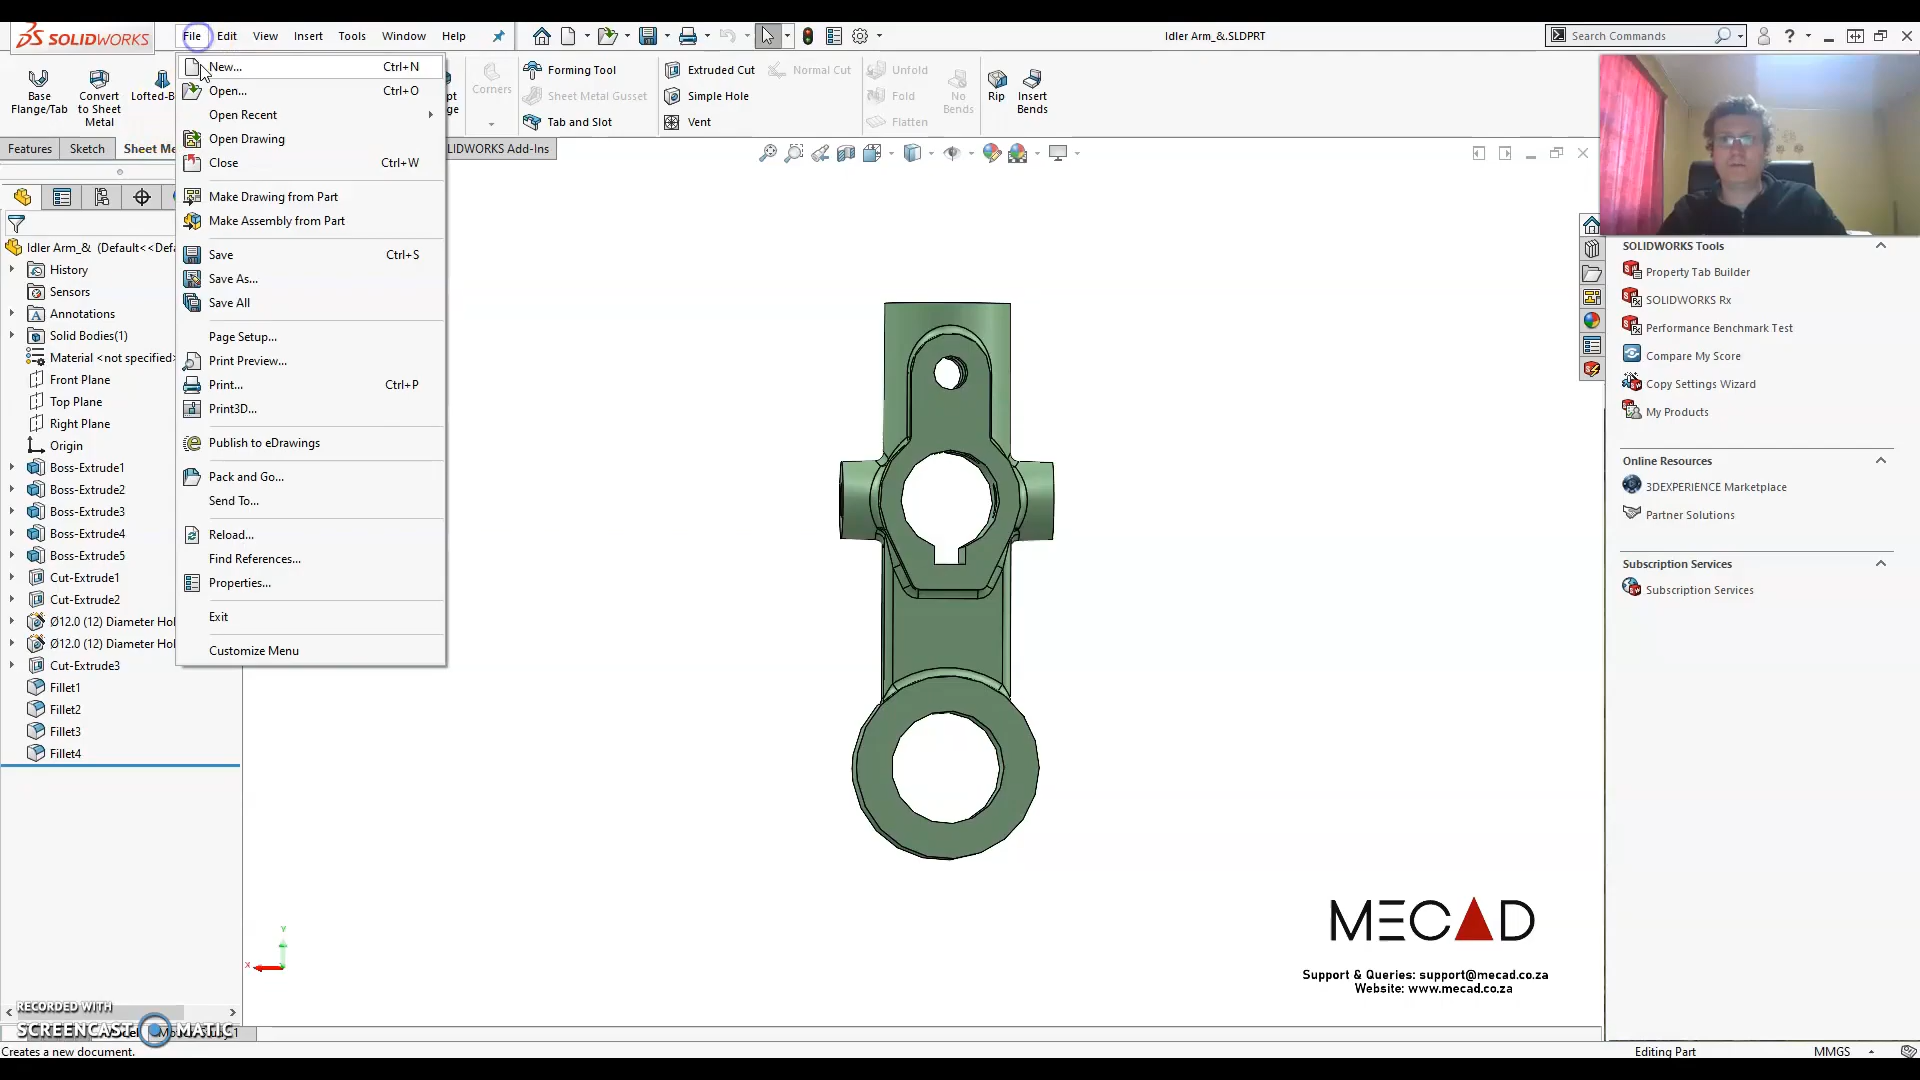 SOLIDWORKS
File Edit View Insert Tools Window Help
Idler Arm_&.SLDPRT
Search Commands
?
Base
Flange/Tab
Convert
to Sheet
Metal
Lofted-B
Corners
Forming Tool
Sheet Metal Gusset
Tab and Slot
Extruded Cut
Simple Hole
Vent
Normal Cut
Unfold
Fold
Flatten
No
Bends
Rip
Insert
Bends
Features Sketch Sheet Me
LIDWORKS Add-Ins
New... Ctrl+N
Open... Ctrl+O
Open Recent
Open Drawing
Close Ctrl+W
Make Drawing from Part
Make Assembly from Part
Save Ctrl+S
Save As...
Save All
Page Setup...
Print Preview...
Print... Ctrl+P
Print3D...
Publish to eDrawings
Pack and Go...
Send To...
Reload...
Find References...
Properties...
Exit
Customize Menu
Idler Arm_& (Default<<Defa
History
Sensors
Annotations
Solid Bodies(1)
Material <not specified>
Front Plane
Top Plane
Right Plane
Origin
Boss-Extrude1
Boss-Extrude2
Boss-Extrude3
Boss-Extrude4
Boss-Extrude5
Cut-Extrude1
Cut-Extrude2
Ø12.0 (12) Diameter Hol
Ø12.0 (12) Diameter Hol
Cut-Extrude3
Fillet1
Fillet2
Fillet3
Fillet4
SOLIDWORKS Tools
Property Tab Builder
SOLIDWORKS Rx
Performance Benchmark Test
Compare My Score
Copy Settings Wizard
My Products
Online Resources
3DEXPERIENCE Marketplace
Partner Solutions
Subscription Services
Subscription Services
Y
X
MECAD
Support & Queries: support@mecad.co.za
Website: www.mecad.co.za
RECORDED WITH
SCREENCAST MATIC
Creates a new document.
Editing Part
MMGS